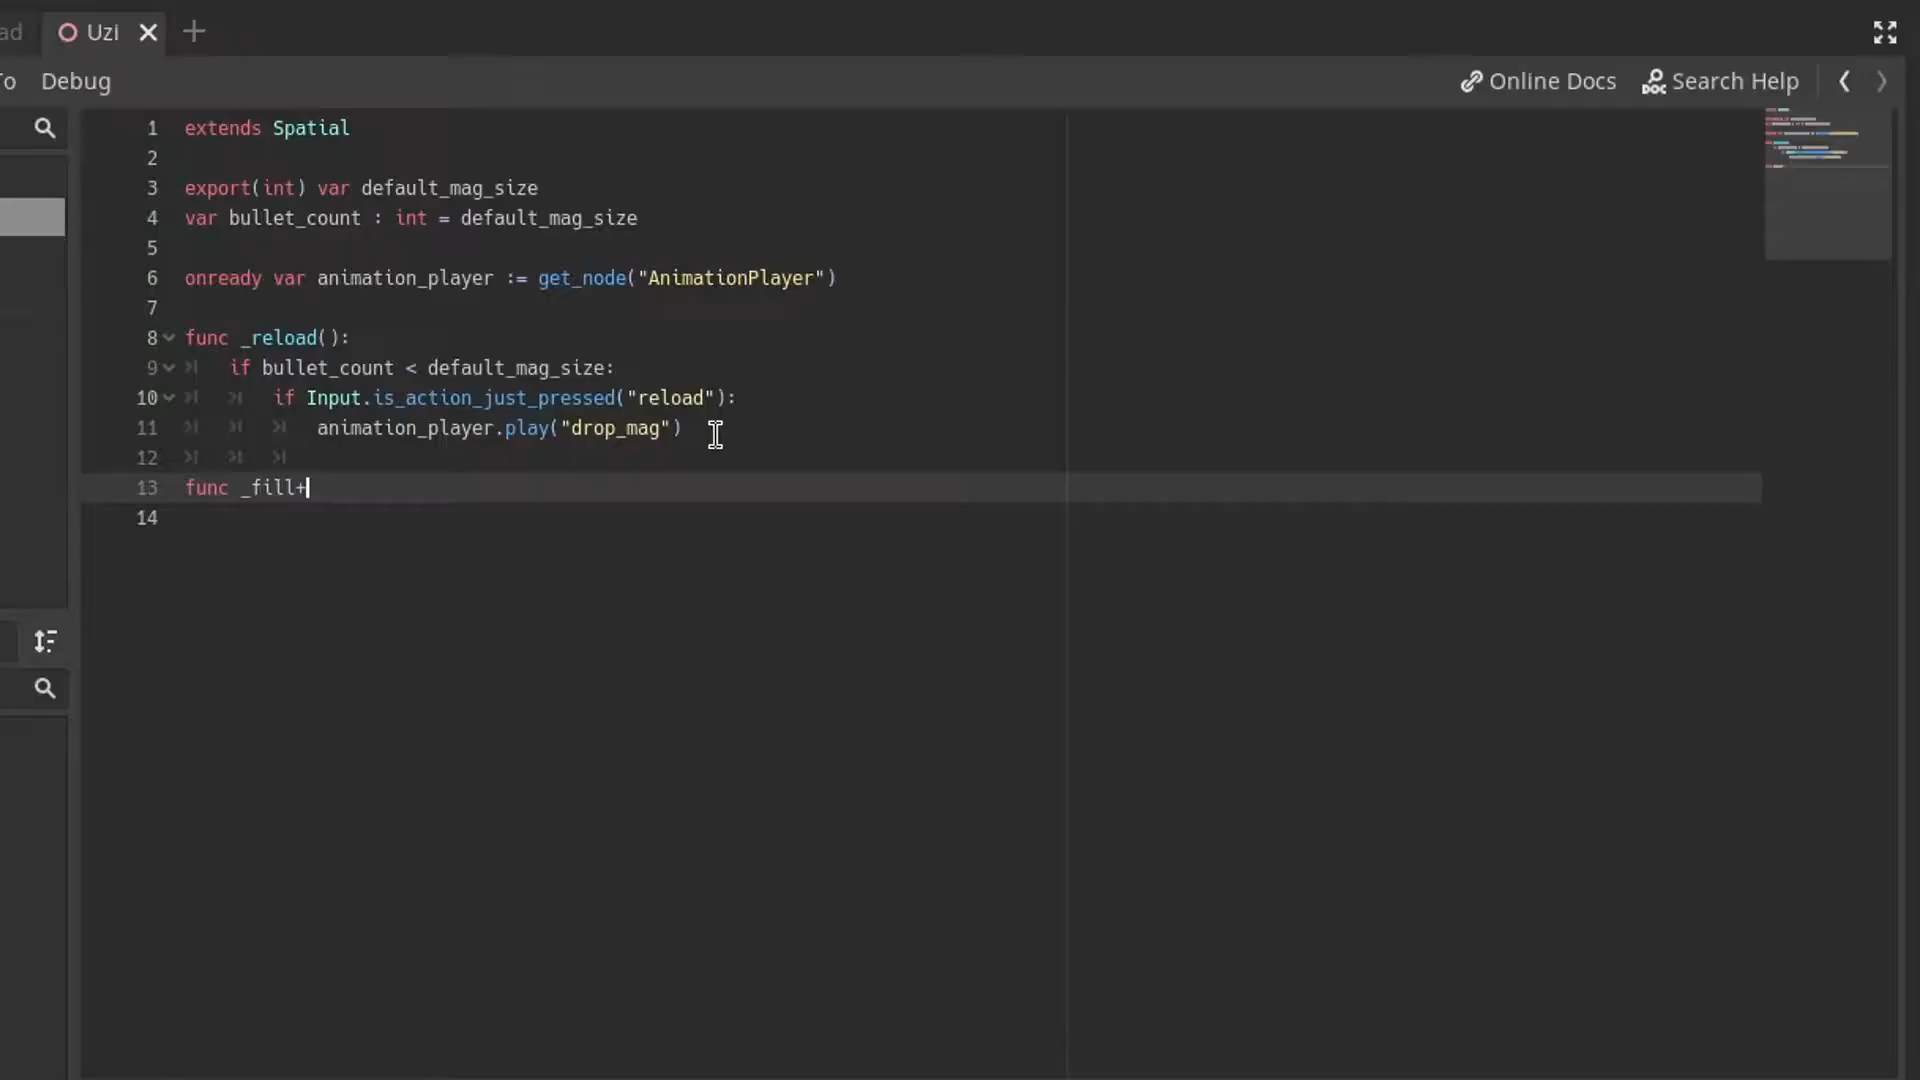 ad Uzi
To Debug Online Docs Search Help
1 extends Spatial
2
3 export(int) var default_mag_size
4 var bullet_count : int = default_mag_size
5
6 onready var animation_player := get_node("AnimationPlayer")
7
8 func _reload():
9 if bullet_count < default_mag_size:
10 if Input.is_action_just_pressed("reload"):
11 animation_player.play("drop_mag")
12
13 func _fill+
14